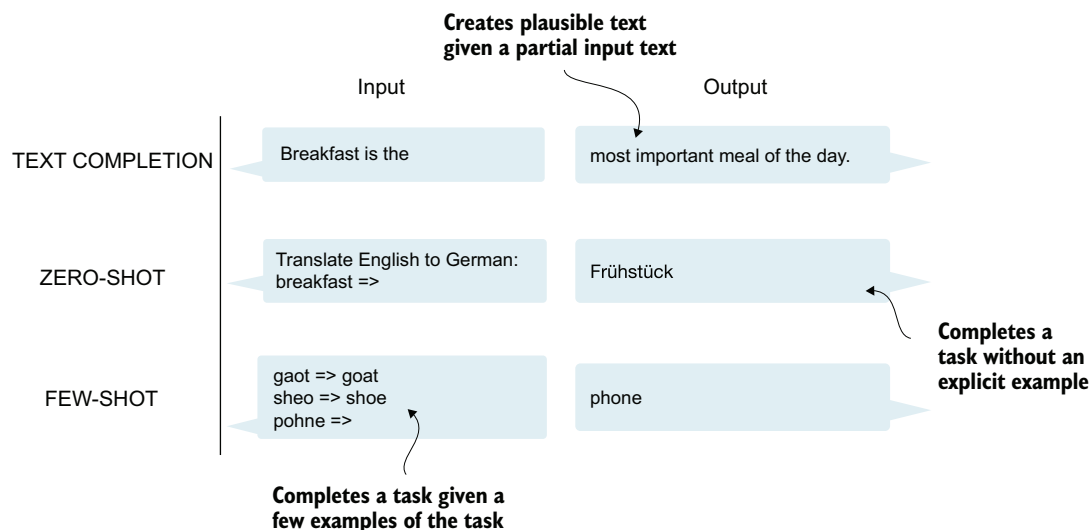 Creates plausible text
given a partial input text
Input
Output
TEXT COMPLETION
Breakfast is the
most important meal of the day.
ZERO-SHOT
Translate English to German:
breakfast =>
Frühstück
Completes a
task without an
explicit example
FEW-SHOT
gaot => goat
sheo => shoe
pohne =>
phone
Completes a task given a
few examples of the task